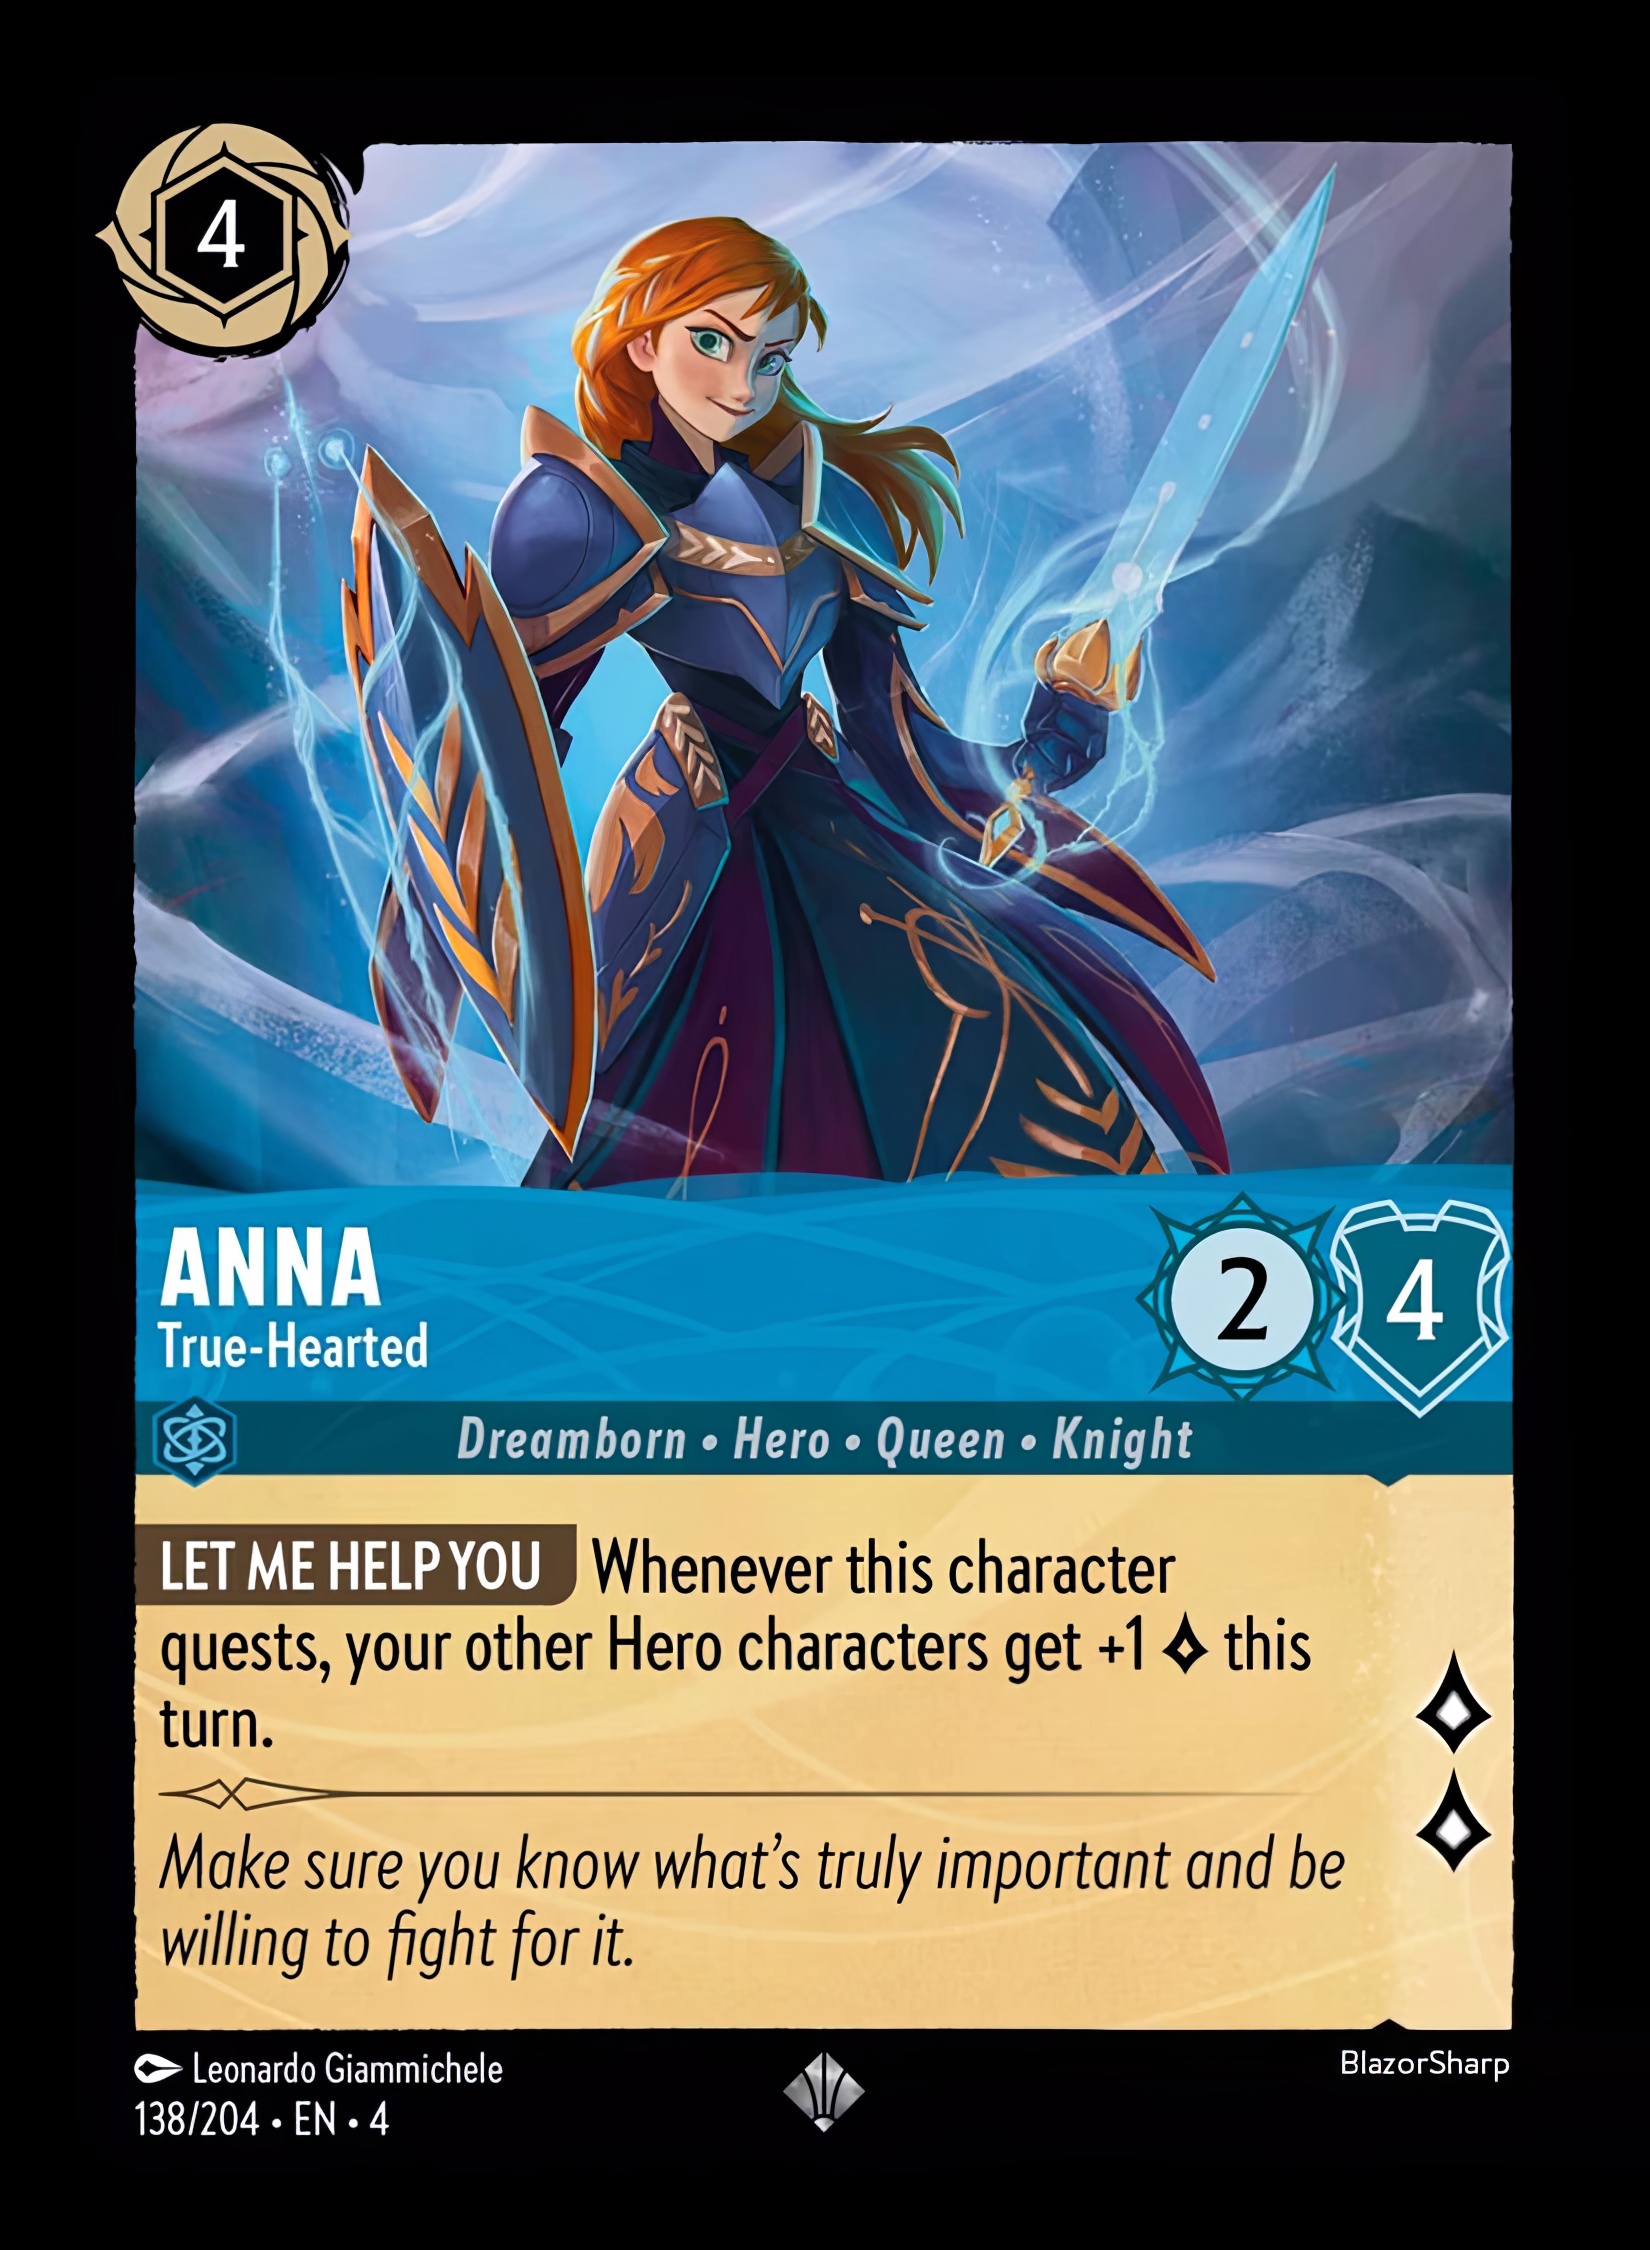 4
ANNA
True-Hearted
2
4
Dreamborn • Hero • Queen • Knight
LET ME HELP YOU Whenever this character
quests, your other Hero characters get +1 this
turn.
Make sure you know what's truly important and be
willing to fight for it.
Leonardo Giammichele
BlazorSharp
138/204 • EN • 4